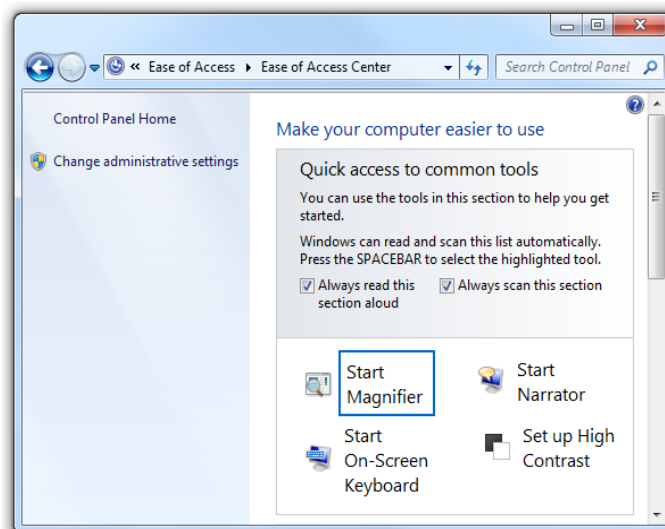 « Ease of Access ▸ Ease of Access Center
Search Control Panel
Control Panel Home
Change administrative settings
Make your computer easier to use
Quick access to common tools
You can use the tools in this section to help you get
started.
Windows can read and scan this list automatically.
Press the SPACEBAR to select the highlighted tool.
Always read this
section aloud
Always scan this section
Start
Magnifier
Start
Narrator
Start
On-Screen
Keyboard
Set up High
Contrast